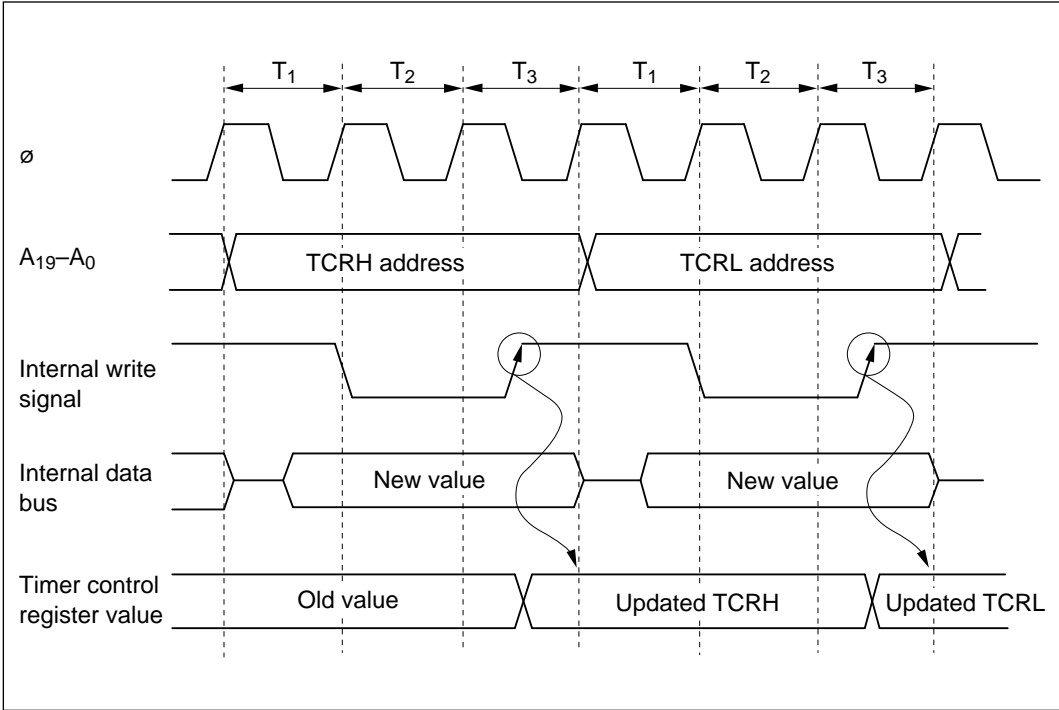 T1 T2 T3 T1 T2 T3
ø
A19–A0
TCRH address TCRL address
Internal write
signal
Internal data
bus
New value New value
Timer control
register value
Old value Updated TCRH Updated TCRL